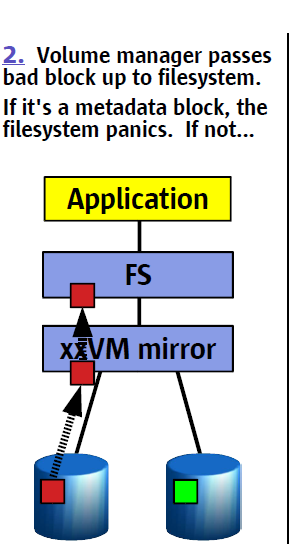 2. Volume manager passes
bad block up to filesystem.
If it's a metadata block, the
filesystem panics. If not...
Application
FS
xxVM mirror